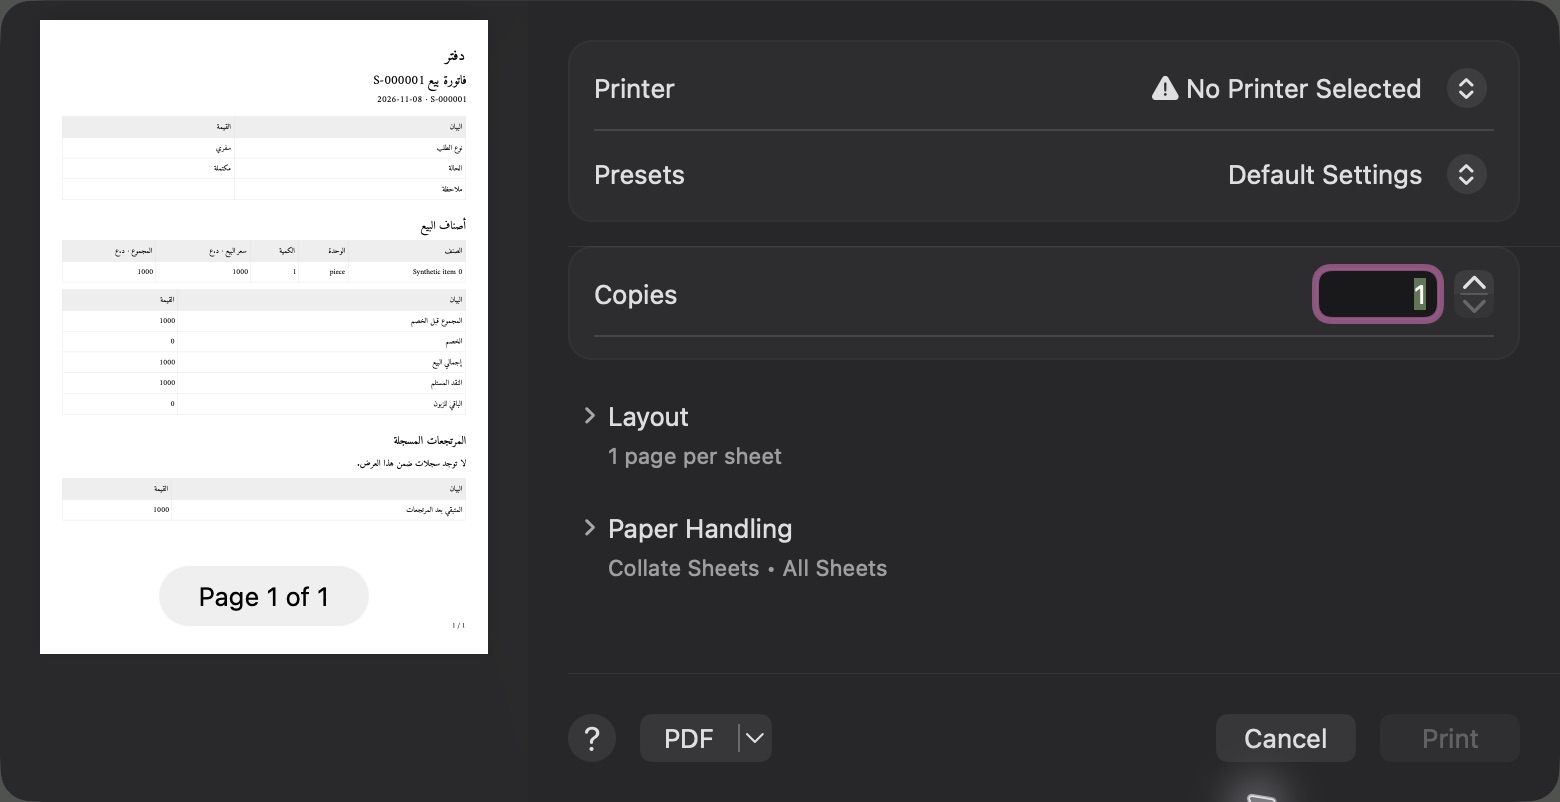 دفتر
فاتورة بيع S-000001
2026-11-08 · S-000001
البيان القيمة
نوع الطلب سفري
الحالة مكتملة
ملاحظة
أصناف البيع
الصنف الوحدة الكمية سعر البيع · د.ع المجموع · د.ع
Synthetic item 0 piece 1 1000 1000
البيان القيمة
المجموع قبل الخصم 1000
الخصم 0
إجمالي البيع 1000
النقد المستلم 1000
الباقي للزبون 0
المرتجعات المسجلة
لا توجد سجلات ضمن هذا العرض.
البيان القيمة
المتبقي بعد المرتجعات 1000
Page 1 of 1
1 / 1
Printer No Printer Selected
Presets Default Settings
Copies 1
Layout
1 page per sheet
Paper Handling
Collate Sheets • All Sheets
? PDF Cancel Print